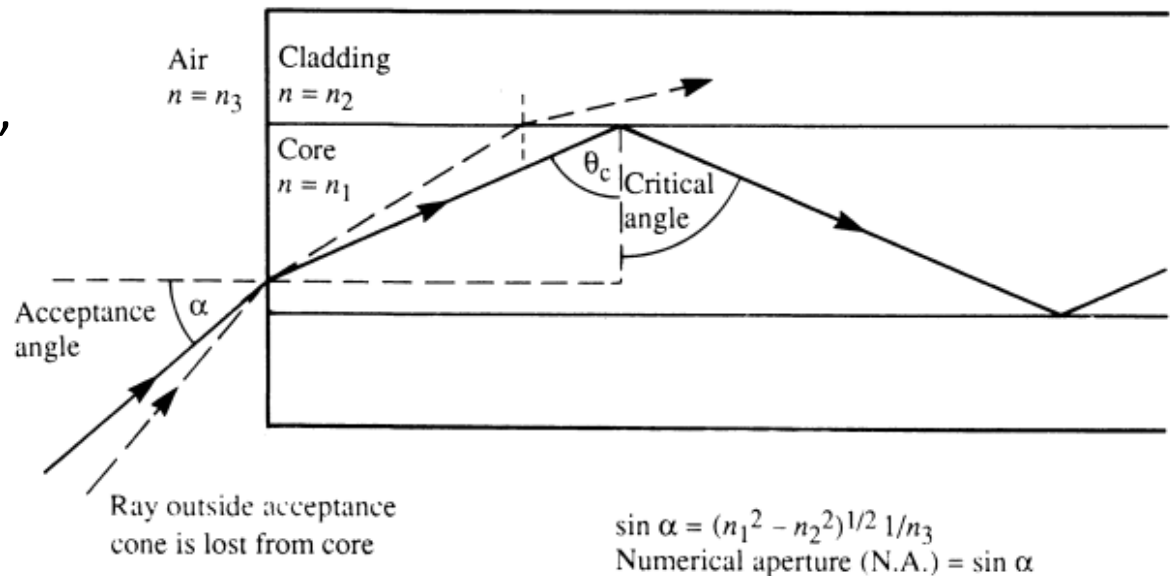 ,
Air
n = n₃
Cladding
n = n₂
Core
n = n₁
θc
Critical
angle
α
Acceptance
angle
Ray outside acceptance
cone is lost from core
sin α = (n₁² − n₂²)¹/² 1/n₃
Numerical aperture (N.A.) = sin α